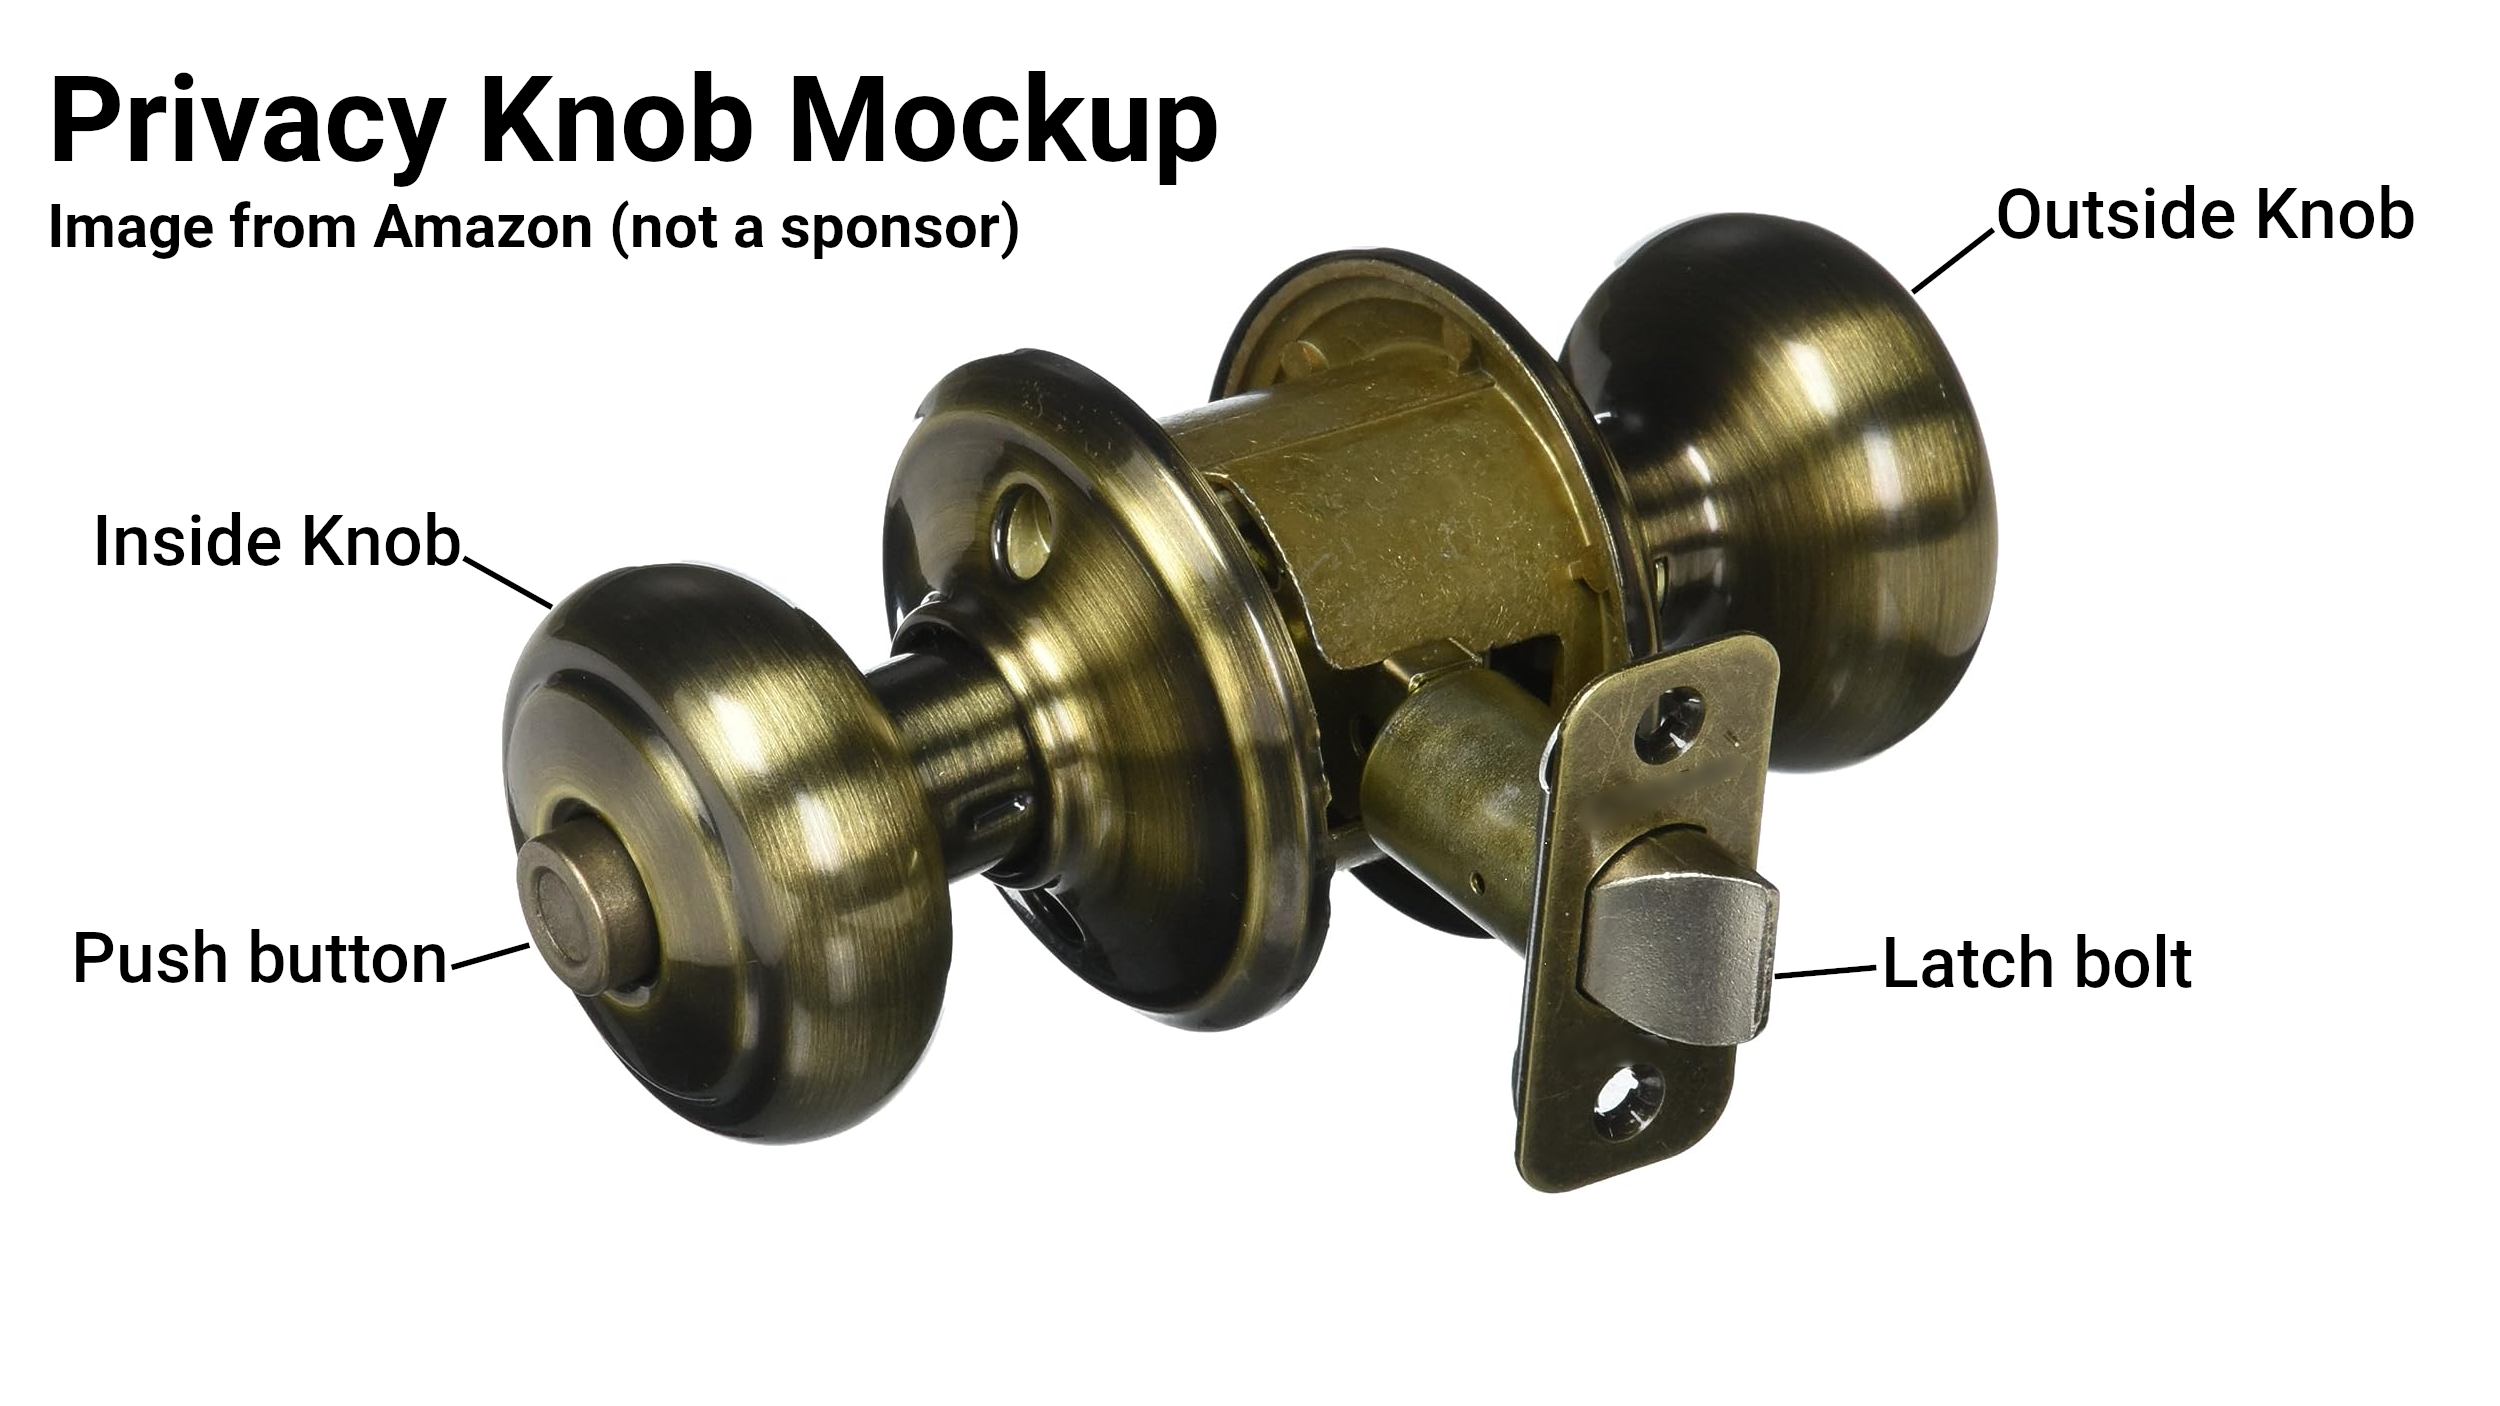 Privacy Knob Mockup
Image from Amazon (not a sponsor)
Outside Knob
Inside Knob
Push button
Latch bolt